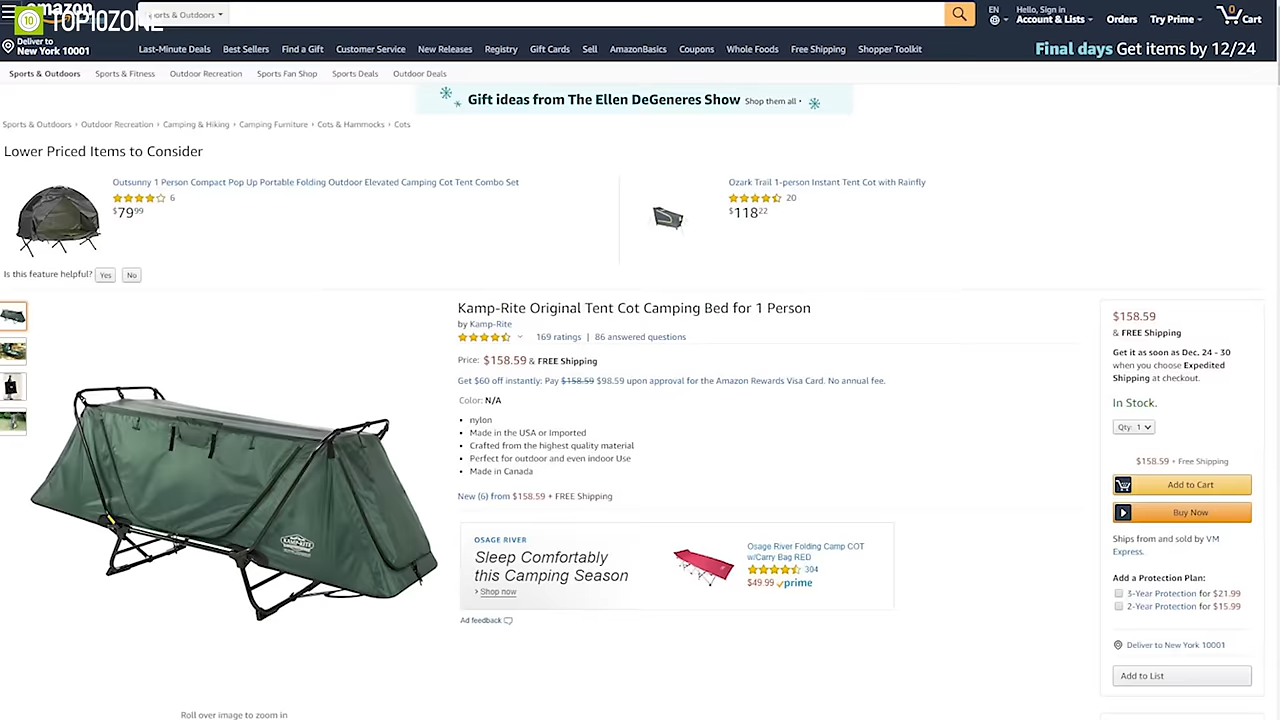 amazon
10 TOP10ZONE
Sports & Outdoors
EN
Hello, Sign in
Account & Lists
Orders
Try Prime
0
Cart
Deliver to
New York 10001
Last-Minute Deals Best Sellers Find a Gift Customer Service New Releases Registry Gift Cards Sell AmazonBasics Coupons Whole Foods Free Shipping Shopper Toolkit
Final days Get items by 12/24
Sports & Outdoors Sports & Fitness Outdoor Recreation Sports Fan Shop Sports Deals Outdoor Deals
Gift ideas from The Ellen DeGeneres Show Shop them all ›
Sports & Outdoors › Outdoor Recreation › Camping & Hiking › Camping Furniture › Cots & Hammocks › Cots
Lower Priced Items to Consider
Outsunny 1 Person Compact Pop Up Portable Folding Outdoor Elevated Camping Cot Tent Combo Set
6
$79.99
Ozark Trail 1-person Instant Tent Cot with Rainfly
20
$118.22
Is this feature helpful? Yes No
Kamp-Rite Original Tent Cot Camping Bed for 1 Person
by Kamp-Rite
169 ratings | 86 answered questions
Price: $158.59 & FREE Shipping
Get $60 off instantly: Pay $158.59 $98.59 upon approval for the Amazon Rewards Visa Card. No annual fee.
Color: N/A
• nylon
• Made in the USA or Imported
• Crafted from the highest quality material
• Perfect for outdoor and even indoor Use
• Made in Canada
New (6) from $158.59 + FREE Shipping
KAMP-RITE
OSAGE RIVER
Sleep Comfortably
this Camping Season
› Shop now
Osage River Folding Camp COT
w/Carry Bag RED
304
$49.99 prime
Ad feedback
Roll over image to zoom in
$158.59
& FREE Shipping
Get it as soon as Dec. 24 - 30
when you choose Expedited
Shipping at checkout.
In Stock.
Qty: 1
$158.59 + Free Shipping
Add to Cart
Buy Now
Ships from and sold by VM
Express.
Add a Protection Plan:
3-Year Protection for $21.99
2-Year Protection for $15.99
Deliver to New York 10001
Add to List